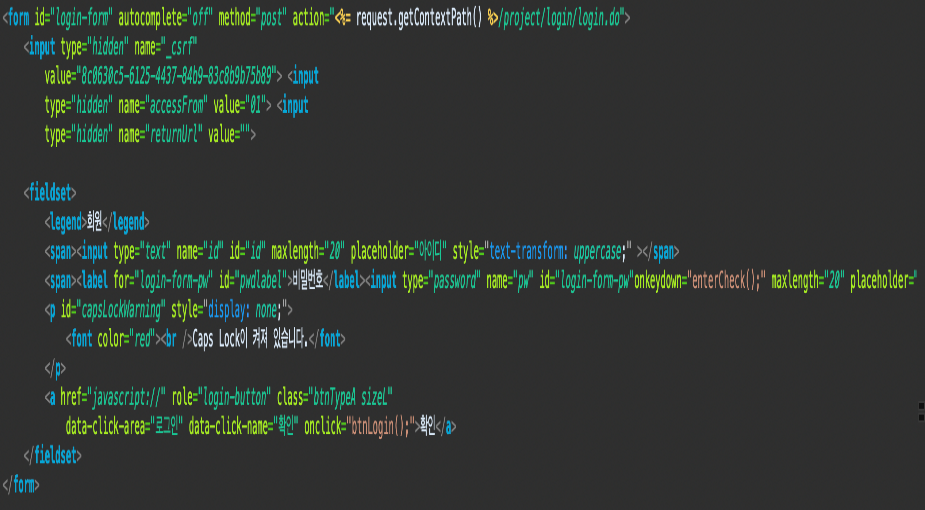 <form id="login-form" autocomplete="off" method="post" action="<%= request.getContextPath() %>/project/login/login.do">
<input type="hidden" name="_csrf"
value="8c0630c5-6125-4437-84b9-83c8b9b75b89"> <input
type="hidden" name="accessFrom" value="01"> <input
type="hidden" name="returnUrl" value="">
<fieldset>
<legend>회원</legend>
<span><input type="text" name="id" id="id" maxlength="20" placeholder="아이디" style="text-transform: uppercase;" ></span>
<span><label for="login-form-pw" id="pwdlabel">비밀번호</label><input type="password" name="pw" id="login-form-pw"onkeydown="enterCheck();" maxlength="20" placeholder="
<p id="capsLockWarning" style="display: none;">
<font color="red"><br />Caps Lock이 켜져 있습니다.</font>
</p>
<a href="javascript://" role="login-button" class="btnTypeA sizeL"
data-click-area="로그인" data-click-name="확인" onclick="btnLogin();">확인</a>
</fieldset>
</form>